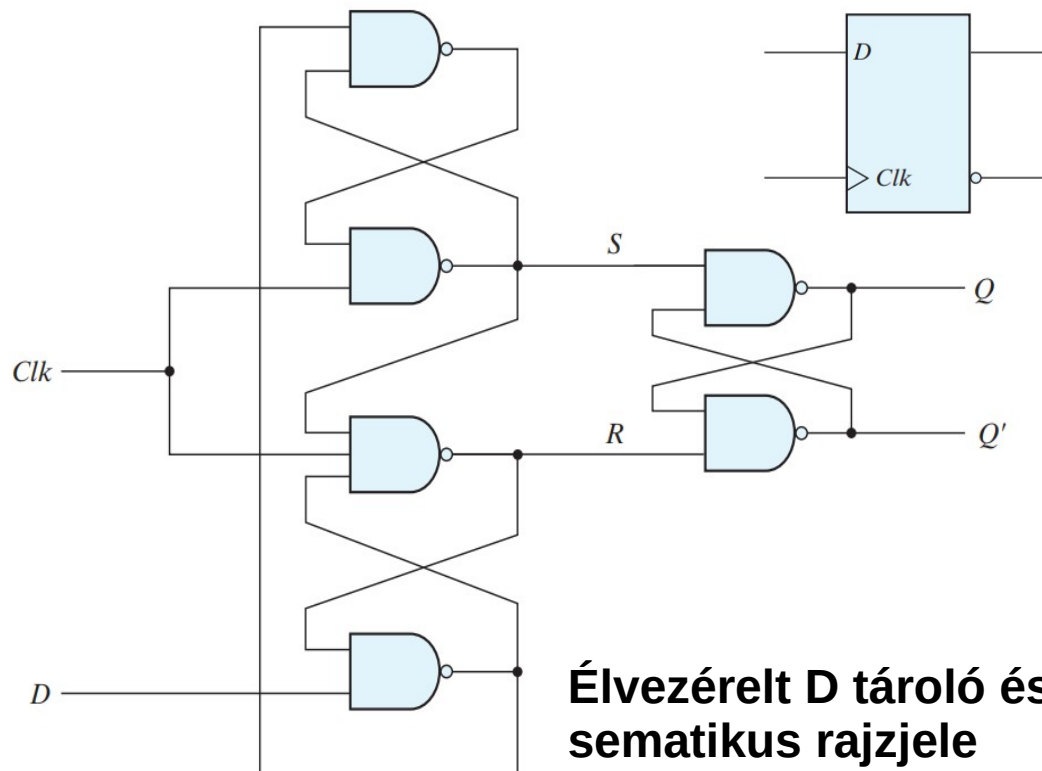 D
Clk
S
Q
Clk
R
Q'
D
Élvezérelt D tároló és
sematikus rajzjele